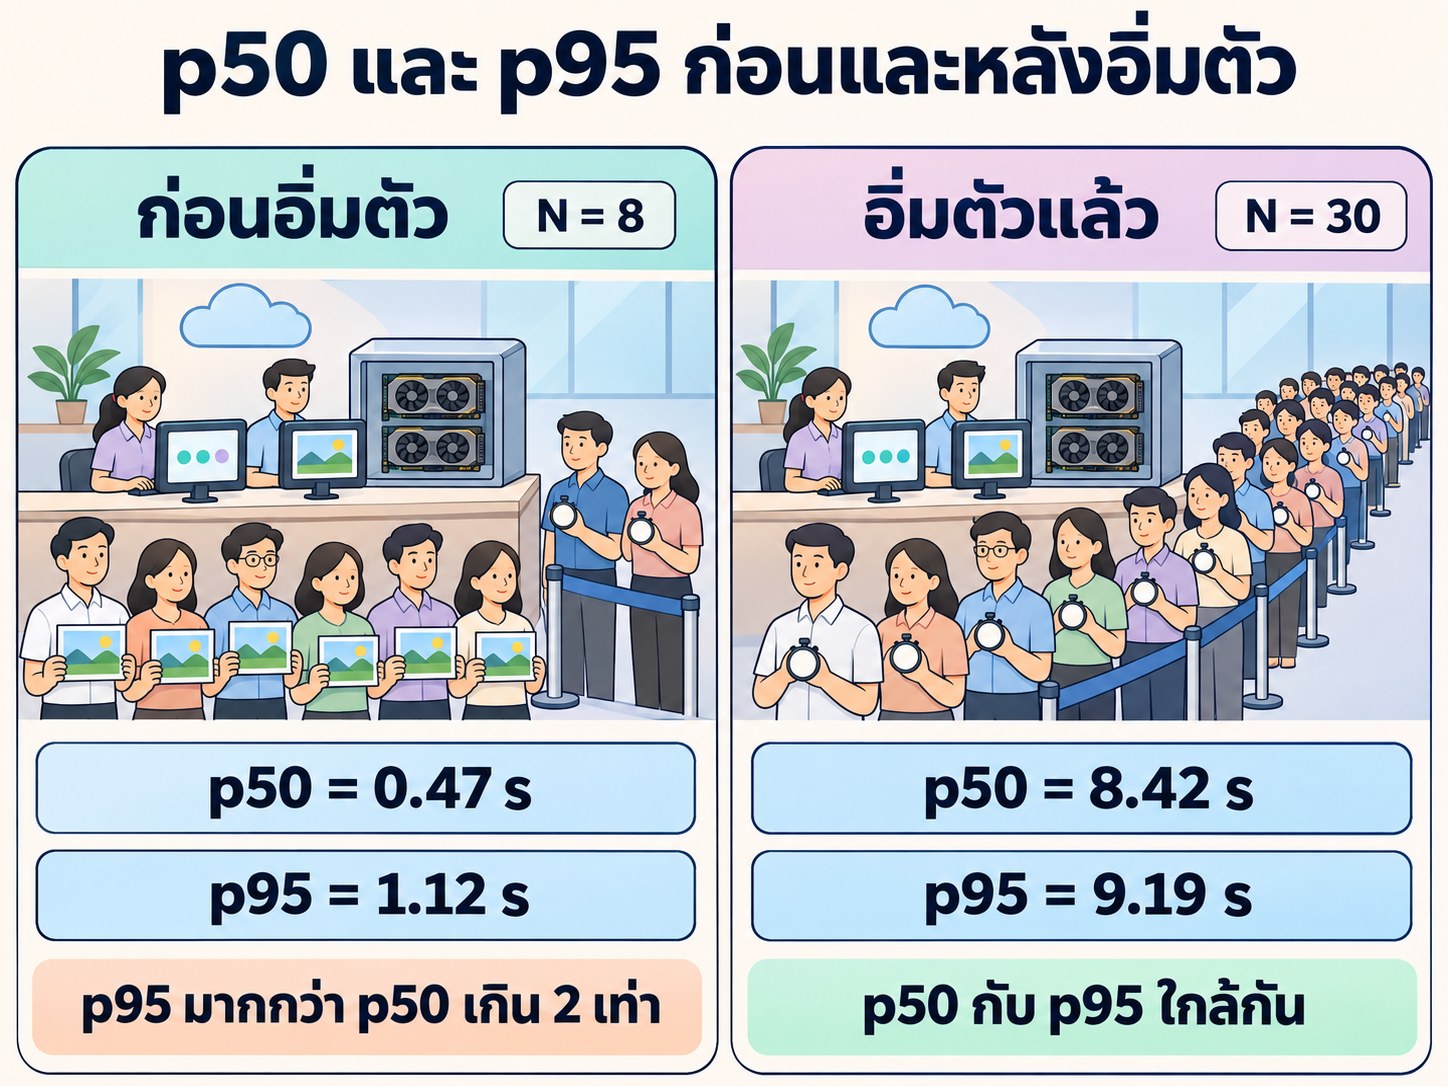 p50 และ p95 ก่อนและหลังอิ่มตัว
ก่อนอิ่มตัว
N = 8
p50 = 0.47 s
p95 = 1.12 s
p95 มากกว่า p50 เกิน 2 เท่า
อิ่มตัวแล้ว
N = 30
p50 = 8.42 s
p95 = 9.19 s
p50 กับ p95 ใกล้กัน